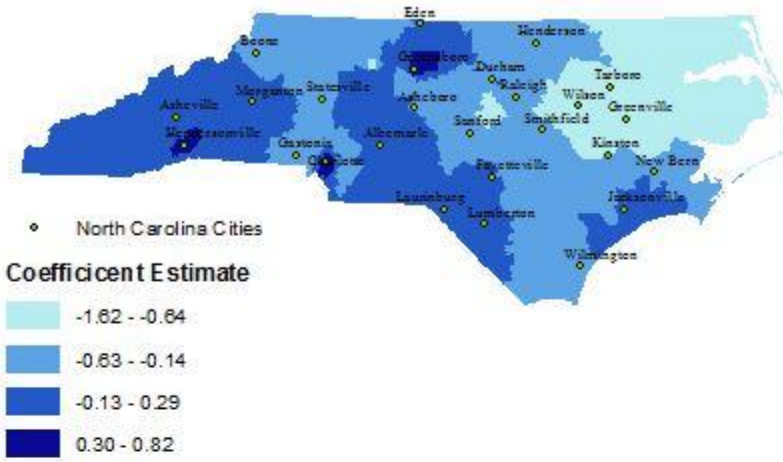 Eden
Boone
Henderson
Greensboro
Durham
Raleigh
Tarboro
Morganton
Statesville
Asheboro
Wilson
Greenville
Asheville
Sanford
Smithfield
Hendersonville
Gastonia
Charlotte
Albemarle
Kinston
New Bern
Fayetteville
Laurinburg
Lumberton
Jacksonville
Wilmington
North Carolina Cities
Coefficicent Estimate
-1.62 - -0.64
-0.63 - -0.14
-0.13 - 0.29
0.30 - 0.82